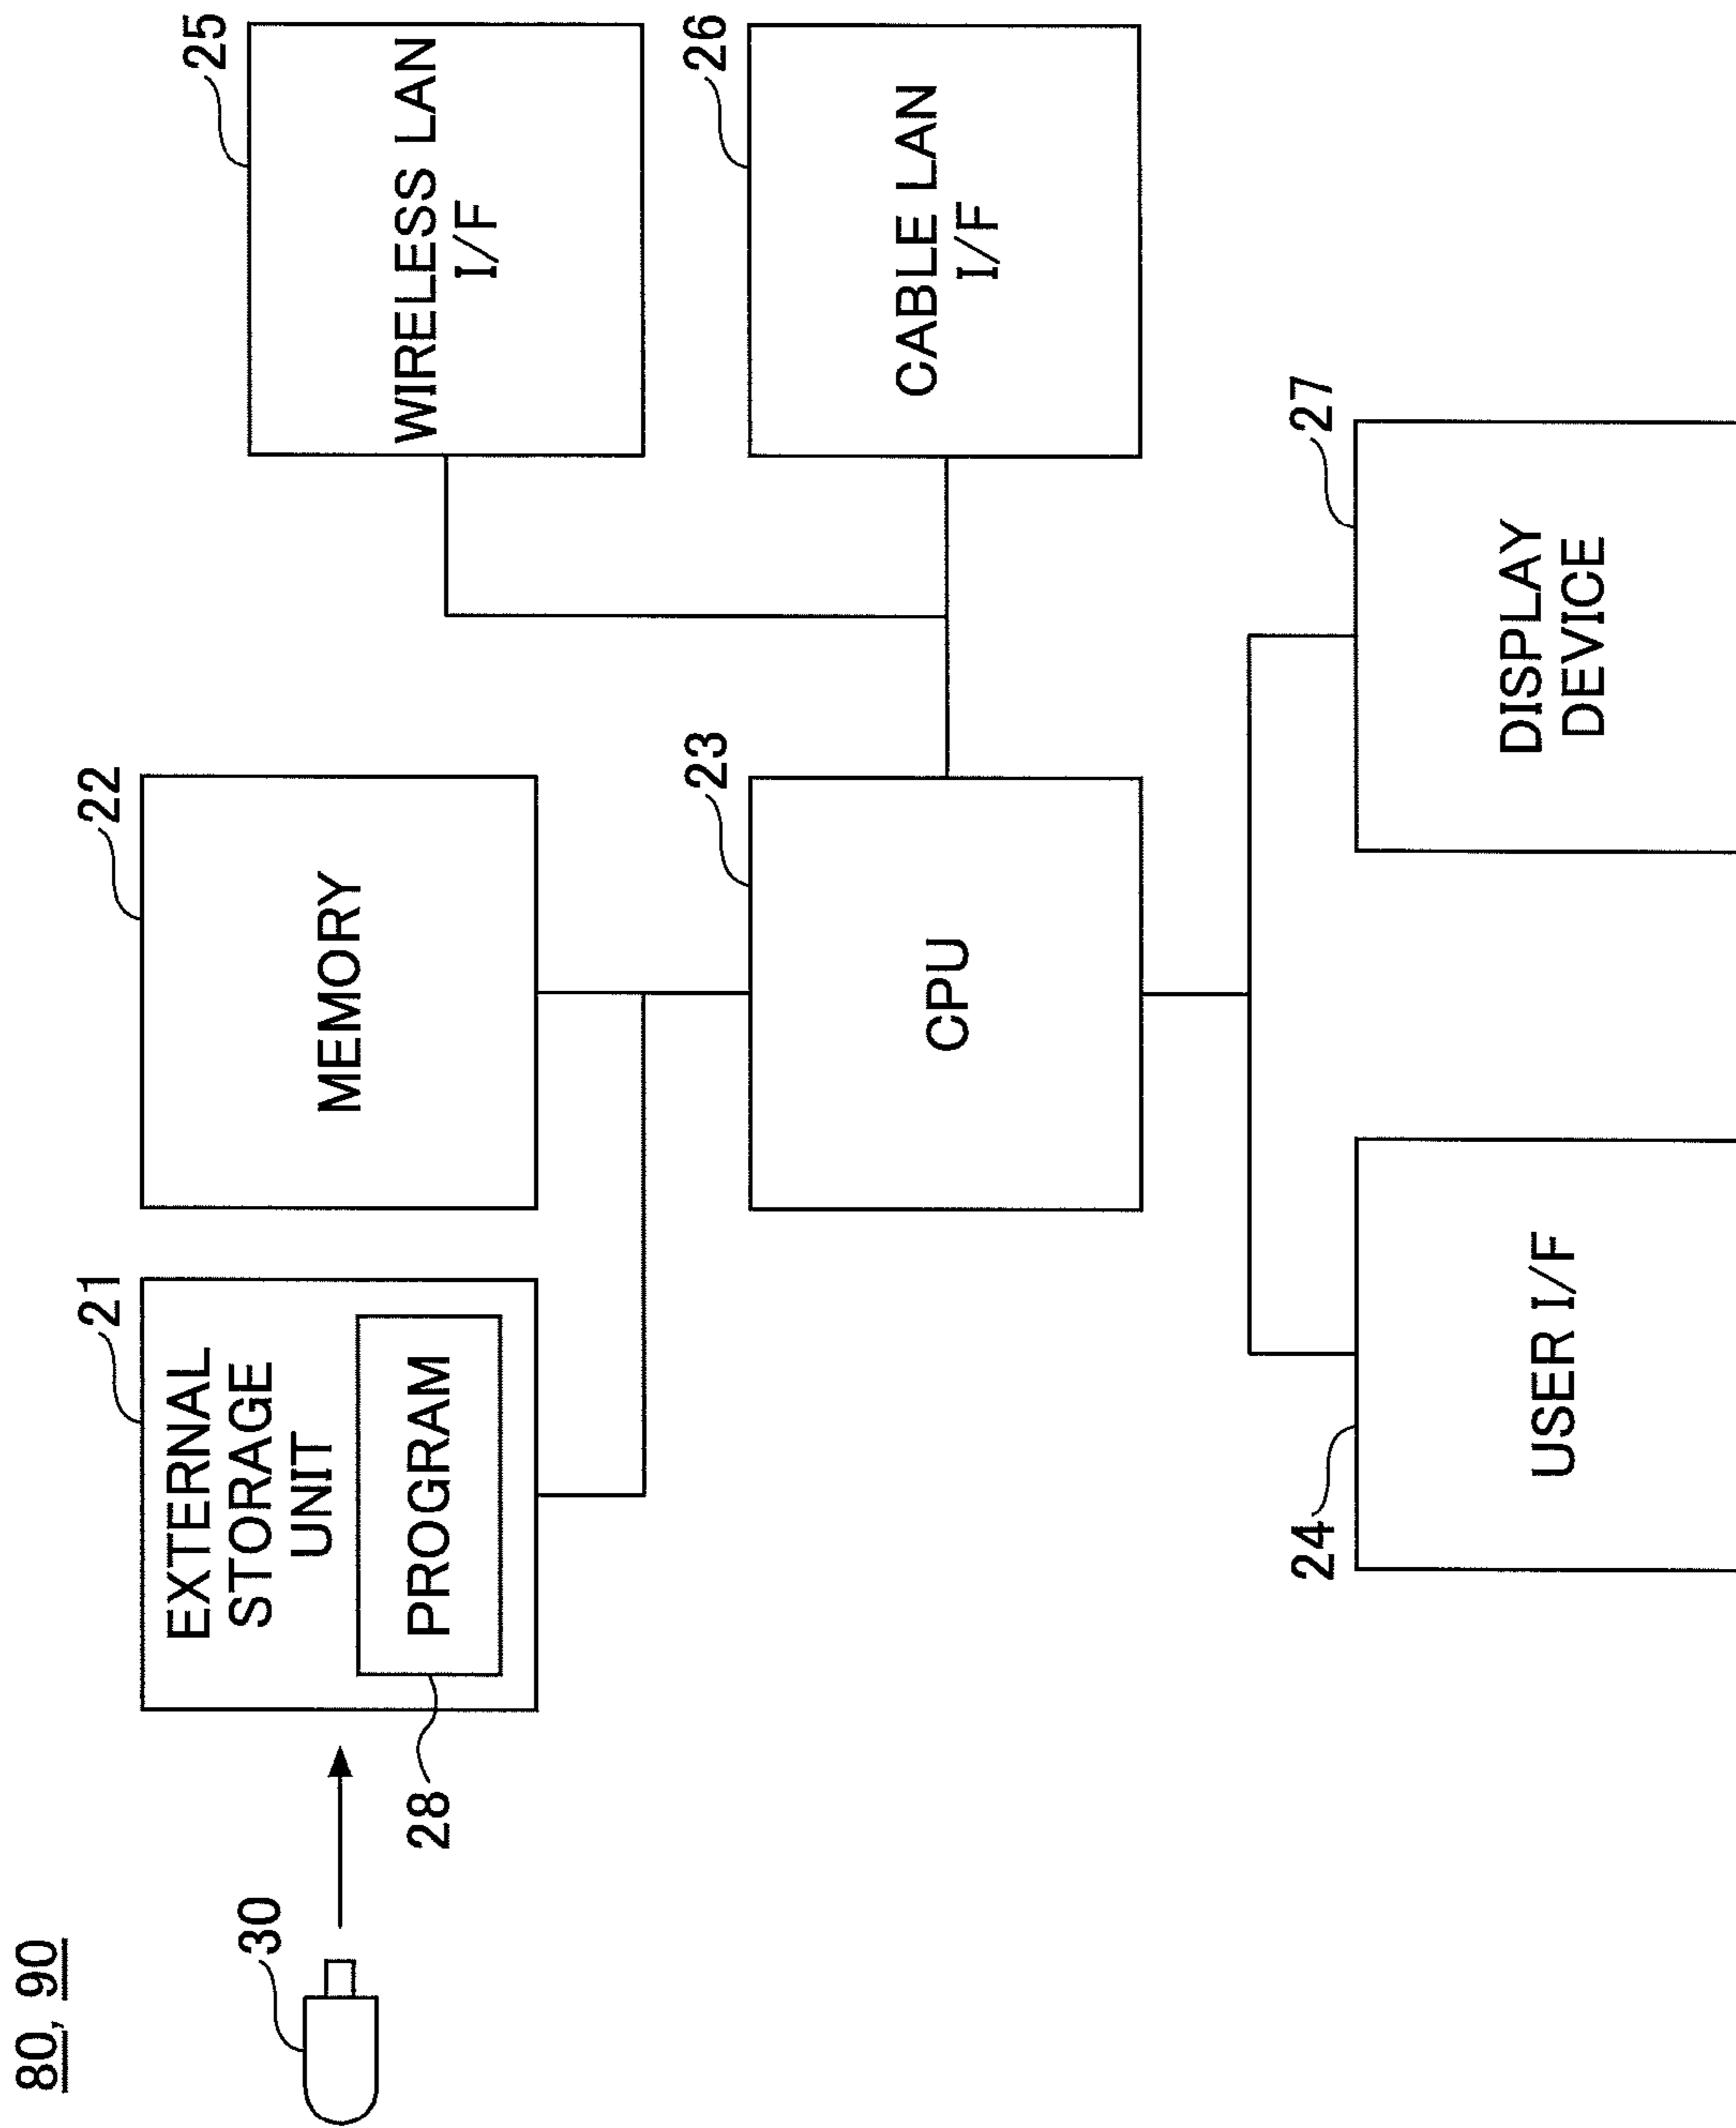 80, 90
30
21
EXTERNAL
STORAGE
UNIT
PROGRAM
28
22
MEMORY
25
WIRELESS LAN
I/F
23
CPU
26
CABLE LAN
I/F
24
USER I/F
27
DISPLAY
DEVICE